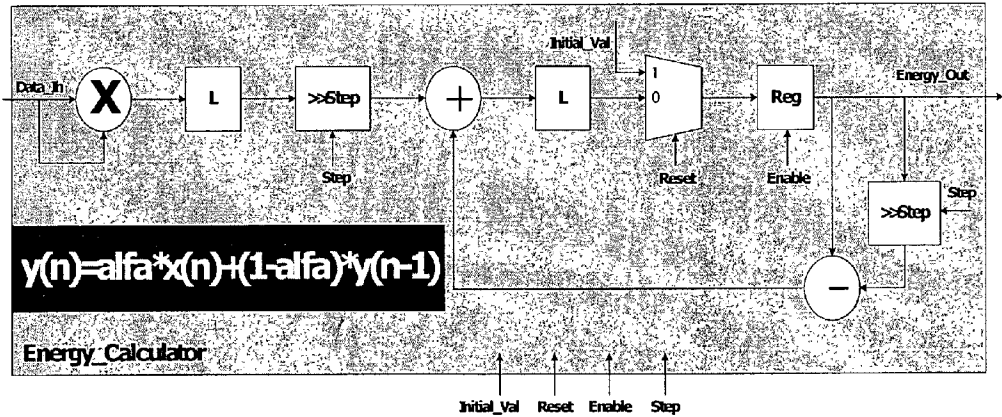 Initial_Val
Data_In
X
L
>>Step
+
L
1
0
Reg
Energy_Out
Step
Reset
Enable
Step
>>Step
y(n)=alfa*x(n)+(1-alfa)*y(n-1)
−
Energy_Calculator
Initial_Val Reset Enable Step